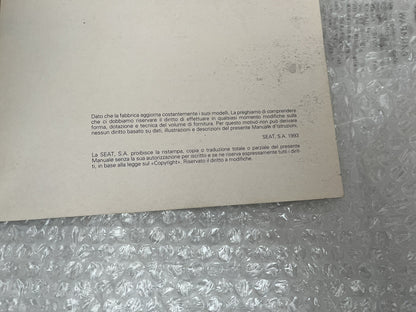 Dato che la fabbrica aggiorna costantemente i suoi modelli, La preghiamo di comprendere
che ci dobbiamo riservare il diritto di effettuare in qualsiasi momento modifiche sulla
forma, dotazione e tecnica del volume di fornitura. Per questo motivo non può derivare
nessun diritto basato su dati, illustrazioni e descrizioni del presente Manuale d'Istruzioni.
SEAT, S.A. 1993
La SEAT, S.A. proibisce la ristampa, copia o traduzione totale o parziale del presente
Manuale senza la sua autorizzazione per iscritto e se ne riserva espressamente tutti i dirit
ti, in base alla legge sul «Copyright». Riservato il diritto a modifiche.